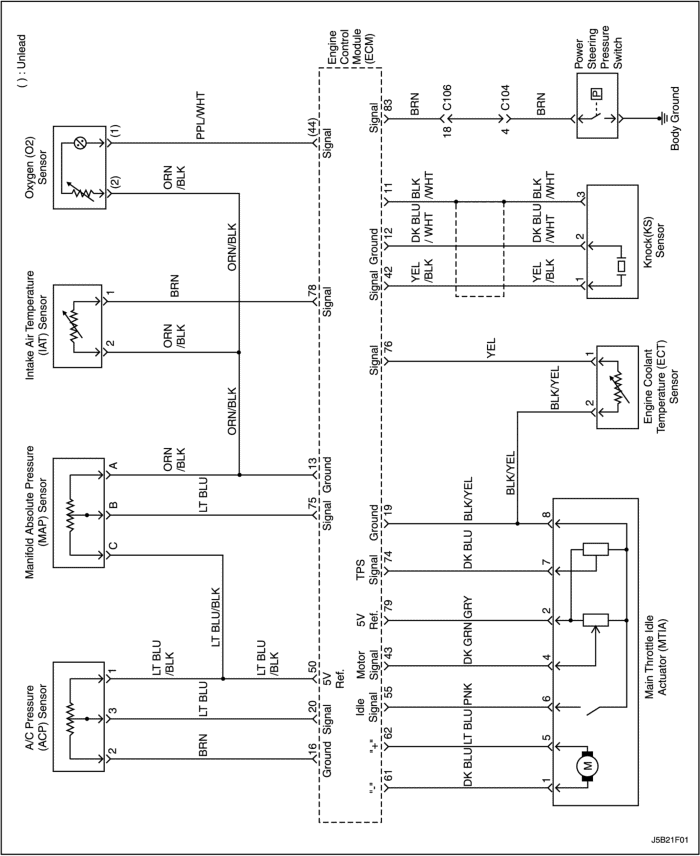 ( ) : Unlead
Engine
Control
Module
(ECM)
Power
Steering
Pressure
Switch
P
Body Ground
Oxygen (O2)
Sensor
(1)
(2)
PPL/WHT
ORN
/BLK
(44)
Signal
83
Signal
BRN
C106
18
C104
4
BRN
Intake Air Temperature
(IAT) Sensor
1
2
BRN
ORN
/BLK
ORN/BLK
78
Signal
11
12
Ground
42
Signal
BLK
/WHT
DK BLU
/ WHT
YEL
/BLK
BLK
/WHT
DK BLU
/WHT
YEL
/BLK
3
2
1
Knock(KS)
Sensor
76
Signal
YEL
BLK/YEL
1
2
Engine Coolant
Temperature (ECT)
Sensor
Manifold Absolute Pressure
(MAP) Sensor
A
B
C
ORN
/BLK
LT BLU
ORN/BLK
LT BLU/BLK
13
Ground
75
Signal
A/C Pressure
(ACP) Sensor
1
3
2
LT BLU
/BLK
LT BLU
BRN
LT BLU
/BLK
50
5V
Ref.
20
Signal
16
Ground
19
Ground
74
TPS
Signal
79
5V
Ref.
43
Motor
Signal
55
Idle
Signal
62
"+"
61
"-"
BLK/YEL
BLK/YEL
DK BLU
GRY
DK GRN
PNK
LT BLU
DK BLU
8
7
2
4
6
5
1
M
Main Throttle Idle
Actuator (MTIA)
J5B21F01